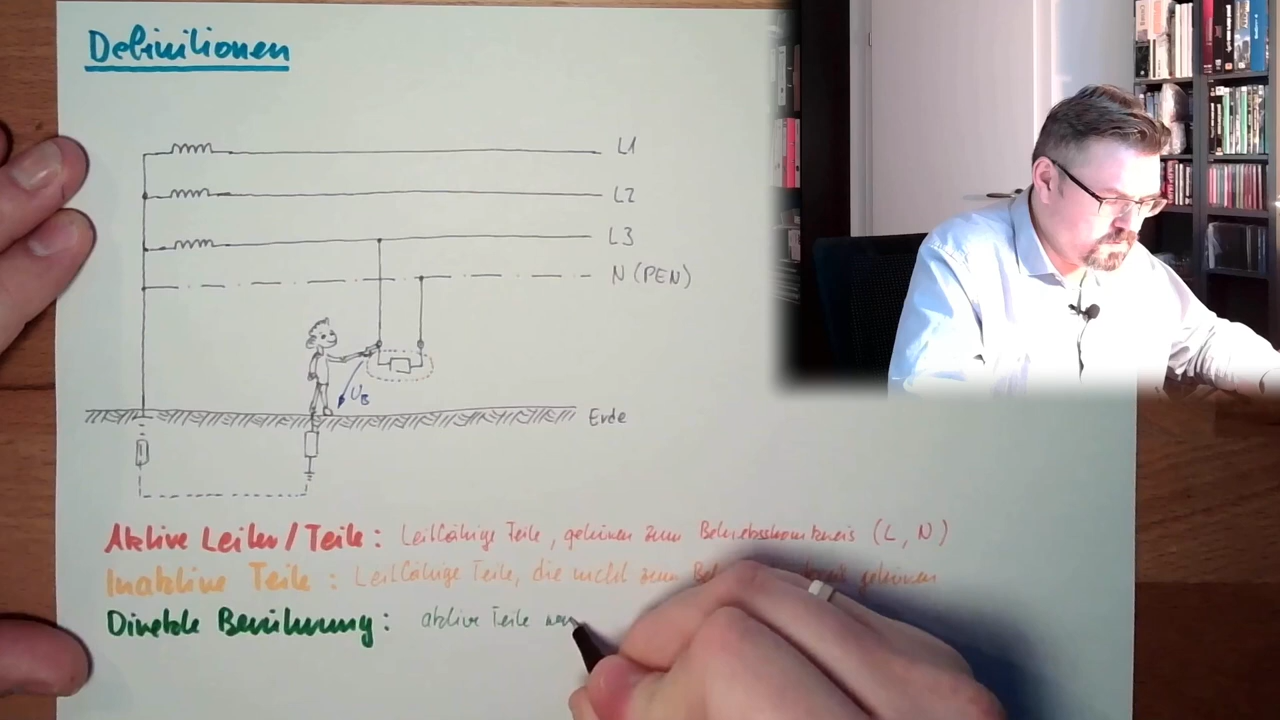 Definitionen
L1
L2
L3
N (PEN)
U_B
Erde
Aktive Leiter/Teile: Leitfähige Teile, gehören zum Betriebsstromkreis (L, N)
Inaktive Teile: Leitfähige Teile, die nicht zum gehören
Direkte Berührung: aktive Teile